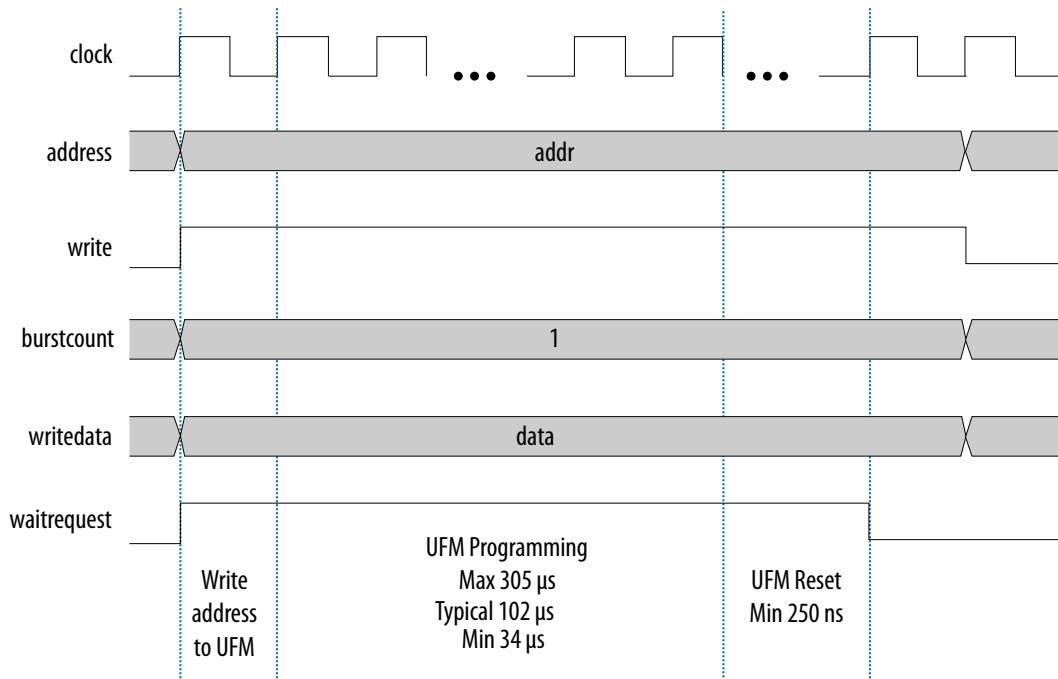 clock
address
addr
write
burstcount
1
writedata
data
waitrequest
Write
address
to UFM
UFM Programming
Max 305 µs
Typical 102 µs
Min 34 µs
UFM Reset
Min 250 ns